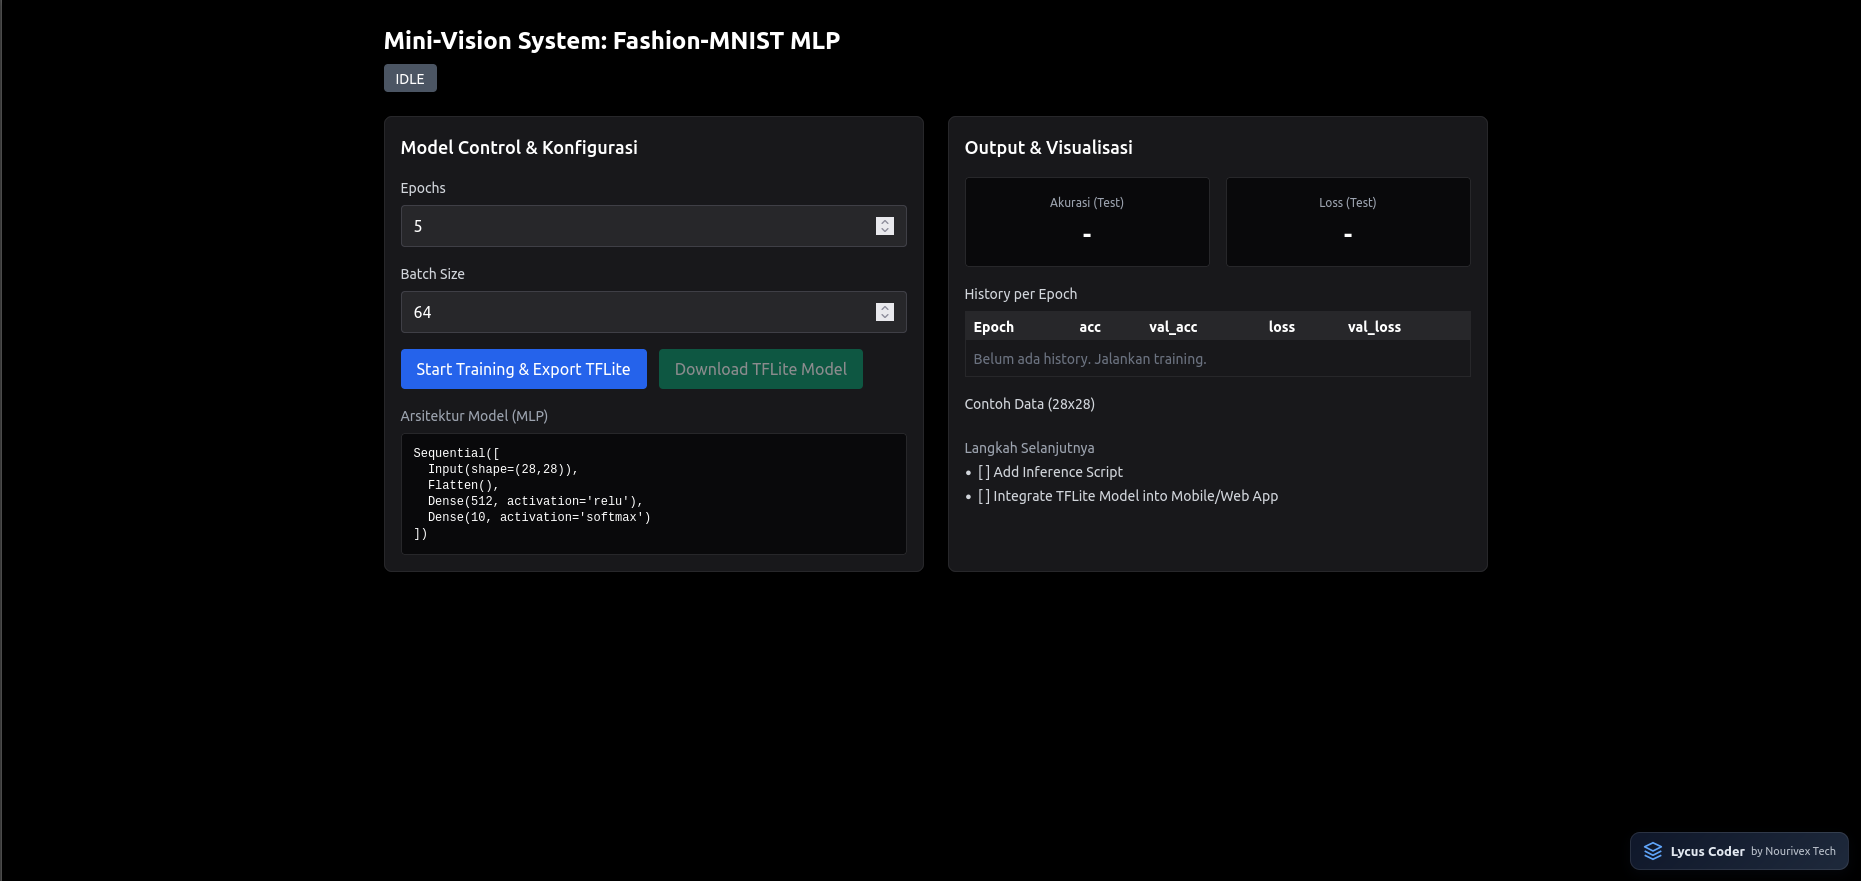 Mini-Vision System: Fashion-MNIST MLP
IDLE
Model Control & Konfigurasi
Epochs
5
Batch Size
64
Start Training & Export TFLite
Download TFLite Model
Arsitektur Model (MLP)
Sequential([
  Input(shape=(28,28)),
  Flatten(),
  Dense(512, activation='relu'),
  Dense(10, activation='softmax')
])
Output & Visualisasi
Akurasi (Test)
-
Loss (Test)
-
History per Epoch
Epoch acc val_acc loss val_loss
Belum ada history. Jalankan training.
Contoh Data (28x28)
Langkah Selanjutnya
• [ ] Add Inference Script
• [ ] Integrate TFLite Model into Mobile/Web App
Lycus Coder by Nourivex Tech